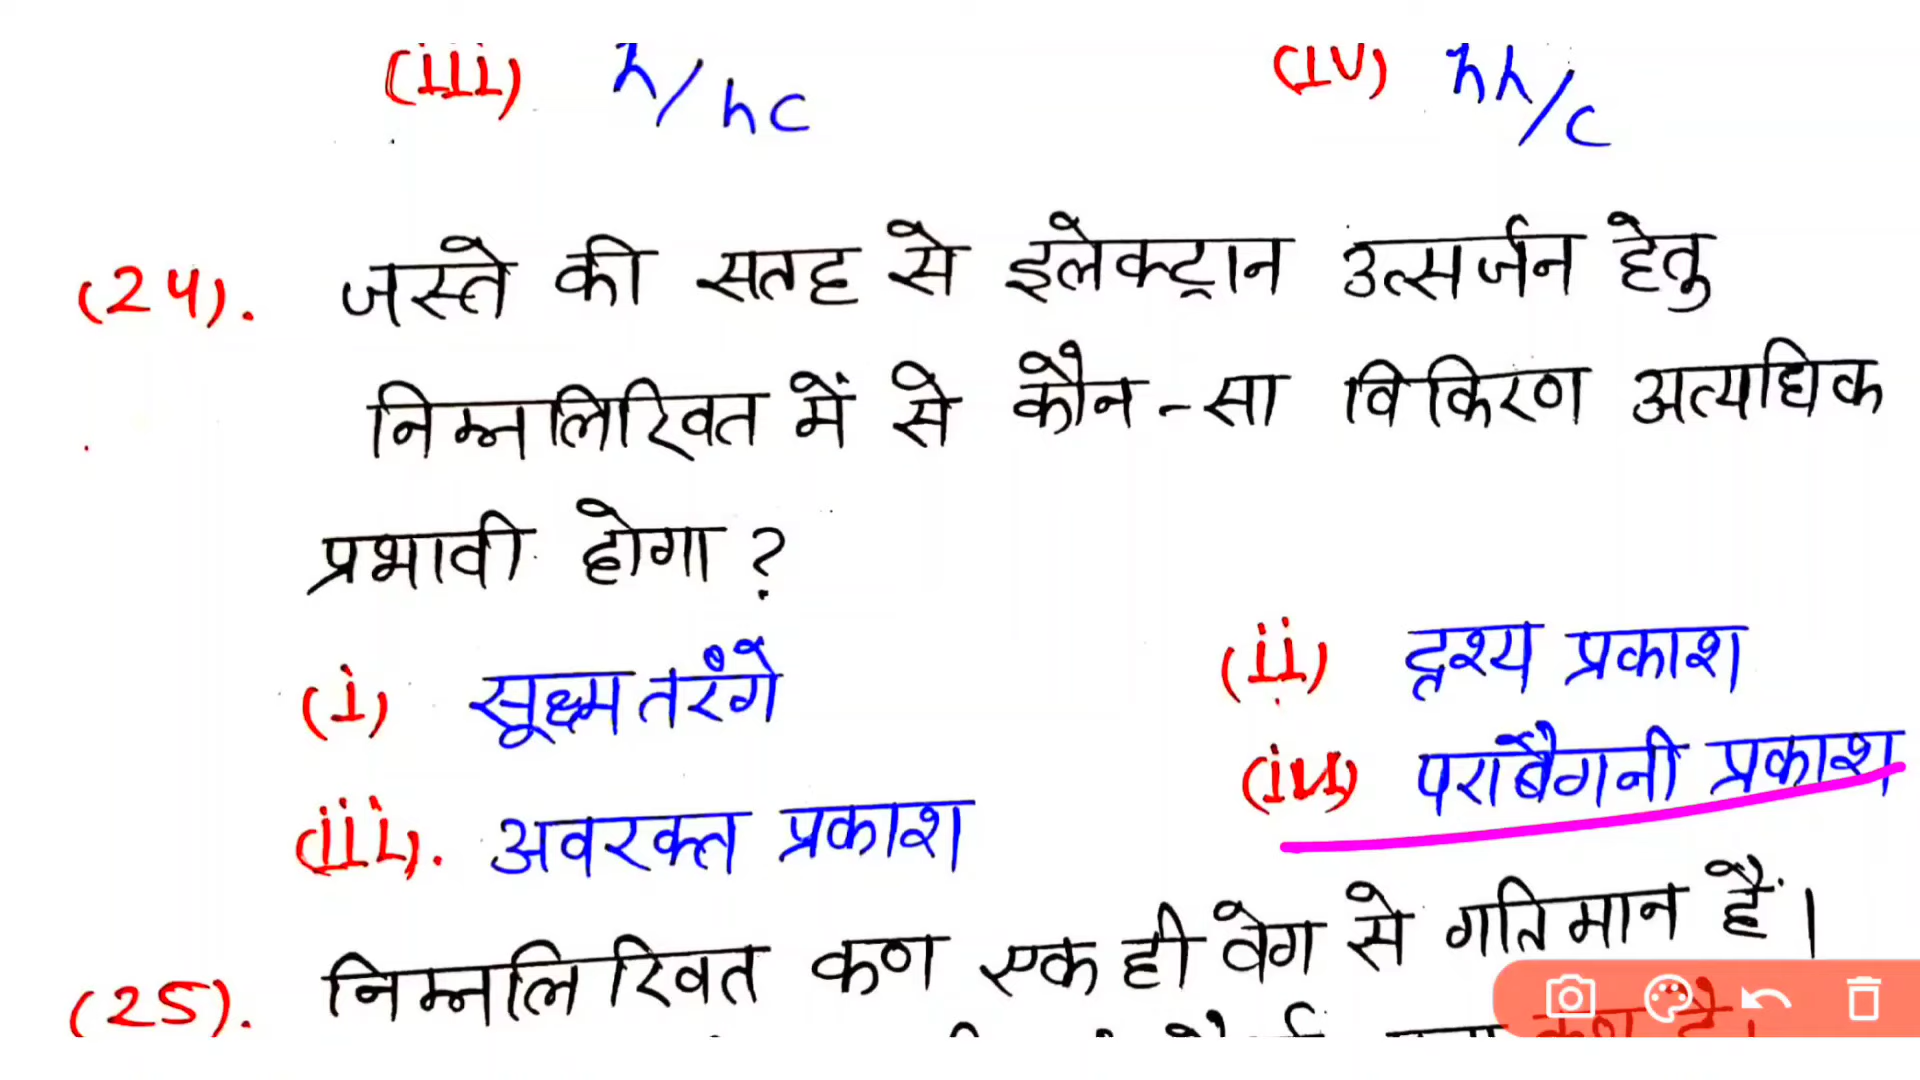 (iii) h/hc (iv) hh/c
(24). जस्ते की सतह से इलेक्ट्रान उत्सर्जन हेतु
निम्नलिखित में से कौन-सा विकिरण अत्यधिक
प्रभावी होगा?
(i) सूक्ष्म तरंगे (ii) दृश्य प्रकाश
(iii). अवरक्त प्रकाश (iv) पराबैगनी प्रकाश
(25). निम्नलिखित कण एक ही वेग से गतिमान हैं।